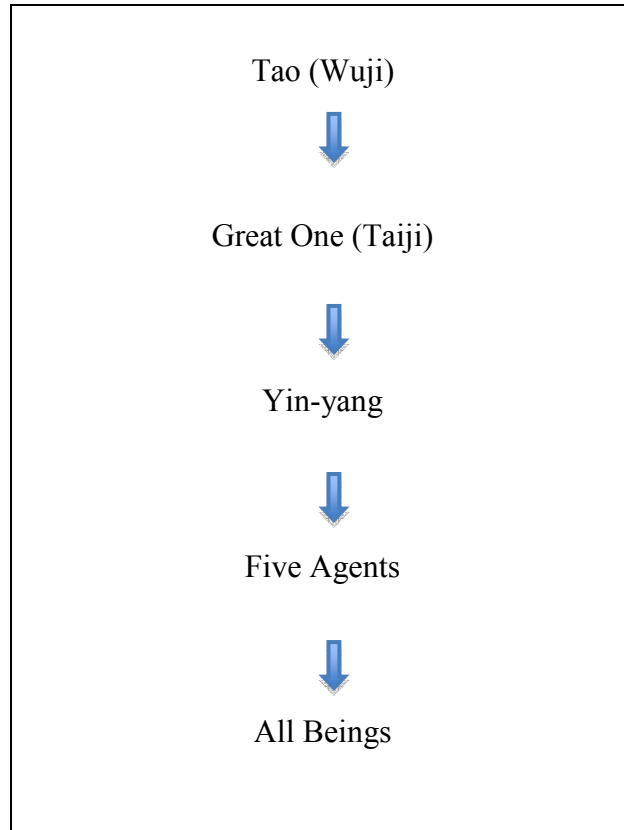 Tao (Wuji)
Great One (Taiji)
Yin-yang
Five Agents
All Beings